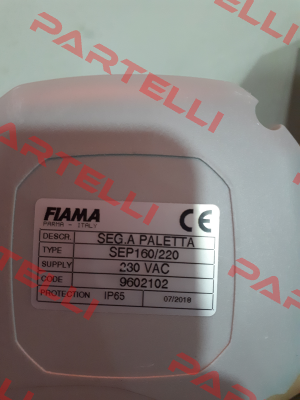 PARTELLI
PARTELLI
FIAMA
PARMA - ITALY
CE
DESCR. SEG.A PALETTA
TYPE SEP160/220
SUPPLY 230 VAC
CODE 9602102
PROTECTION IP65 07/2018
PARTELLI
PARTELLI